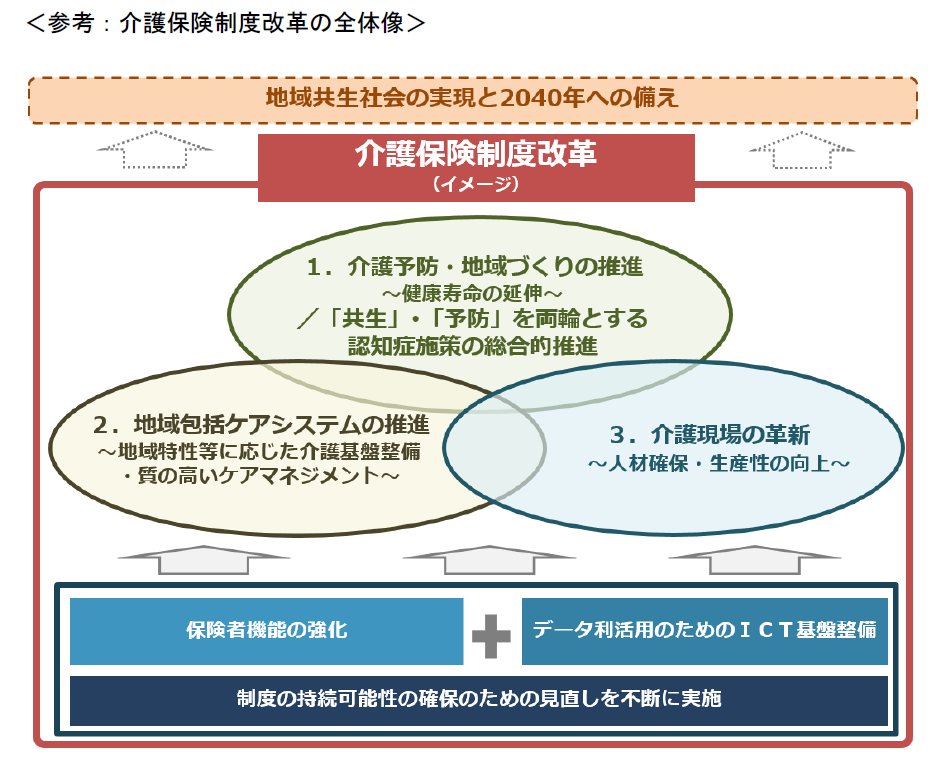 ＜参考：介護保険制度改革の全体像＞
地域共生社会の実現と2040年への備え
介護保険制度改革
（イメージ）
１．介護予防・地域づくりの推進
～健康寿命の延伸～
／「共生」・「予防」を両輪とする
認知症施策の総合的推進
２．地域包括ケアシステムの推進
～地域特性等に応じた介護基盤整備
・質の高いケアマネジメント～
３．介護現場の革新
～人材確保・生産性の向上～
保険者機能の強化
データ利活用のためのＩＣＴ基盤整備
制度の持続可能性の確保のための見直しを不断に実施